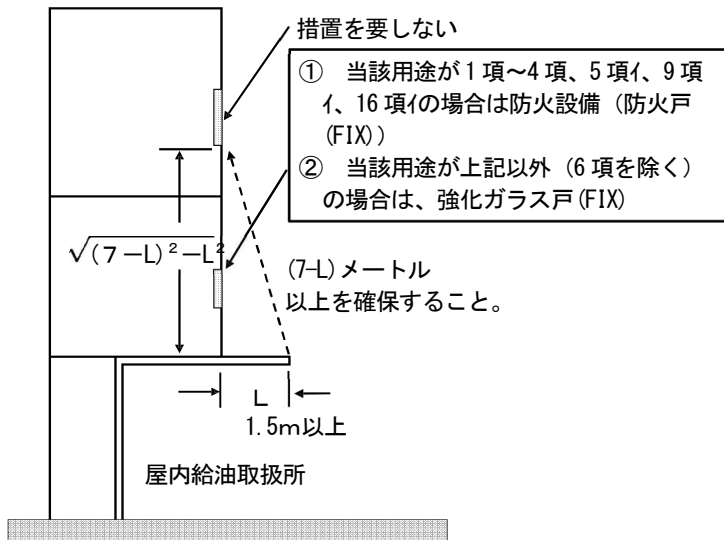 措置を要しない
① 当該用途が1項～4項、5項ｲ、9項
ｲ、16項ｲの場合は防火設備（防火戸
(FIX)）
② 当該用途が上記以外（6項を除く）
の場合は、強化ガラス戸(FIX)
√(7－L)²－L²
(7-L)メートル
以上を確保すること。
L
1.5m以上
屋内給油取扱所